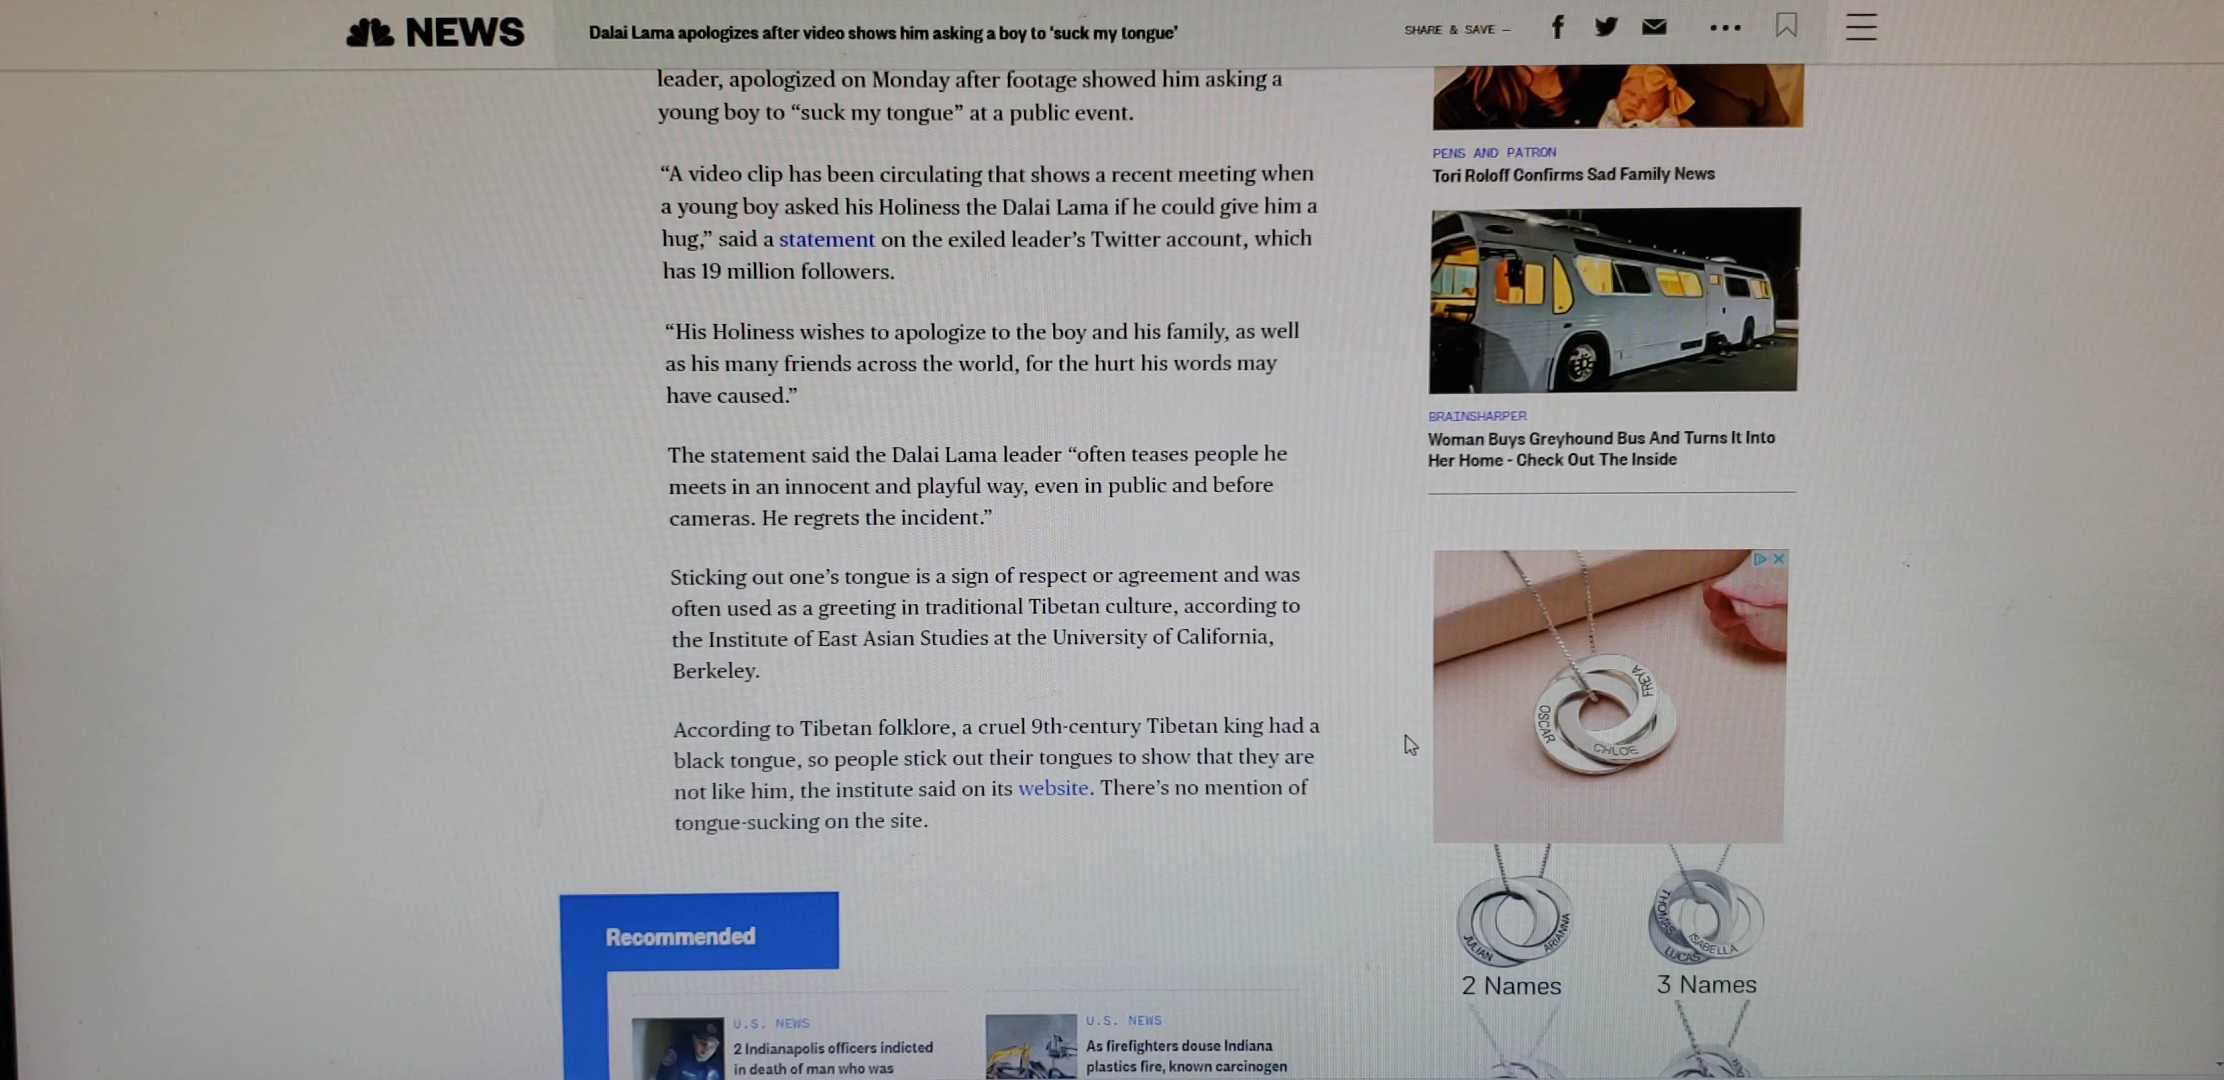 NEWS
Dalai Lama apologizes after video shows him asking a boy to 'suck my tongue'
SHARE & SAVE —
leader, apologized on Monday after footage showed him asking a
young boy to “suck my tongue” at a public event.
“A video clip has been circulating that shows a recent meeting when
a young boy asked his Holiness the Dalai Lama if he could give him a
hug,” said a statement on the exiled leader’s Twitter account, which
has 19 million followers.
“His Holiness wishes to apologize to the boy and his family, as well
as his many friends across the world, for the hurt his words may
have caused.”
The statement said the Dalai Lama leader “often teases people he
meets in an innocent and playful way, even in public and before
cameras. He regrets the incident.”
Sticking out one’s tongue is a sign of respect or agreement and was
often used as a greeting in traditional Tibetan culture, according to
the Institute of East Asian Studies at the University of California,
Berkeley.
According to Tibetan folklore, a cruel 9th-century Tibetan king had a
black tongue, so people stick out their tongues to show that they are
not like him, the institute said on its website. There’s no mention of
tongue-sucking on the site.
Recommended
U.S. NEWS
2 Indianapolis officers indicted
in death of man who was
U.S. NEWS
As firefighters douse Indiana
plastics fire, known carcinogen
PENS AND PATRON
Tori Roloff Confirms Sad Family News
BRAINSHARPER
Woman Buys Greyhound Bus And Turns It Into
Her Home - Check Out The Inside
OSCAR
FREYA
CHLOE
JULIAN
ARIANNA
THOMAS
LUCAS
ISABELLA
2 Names
3 Names